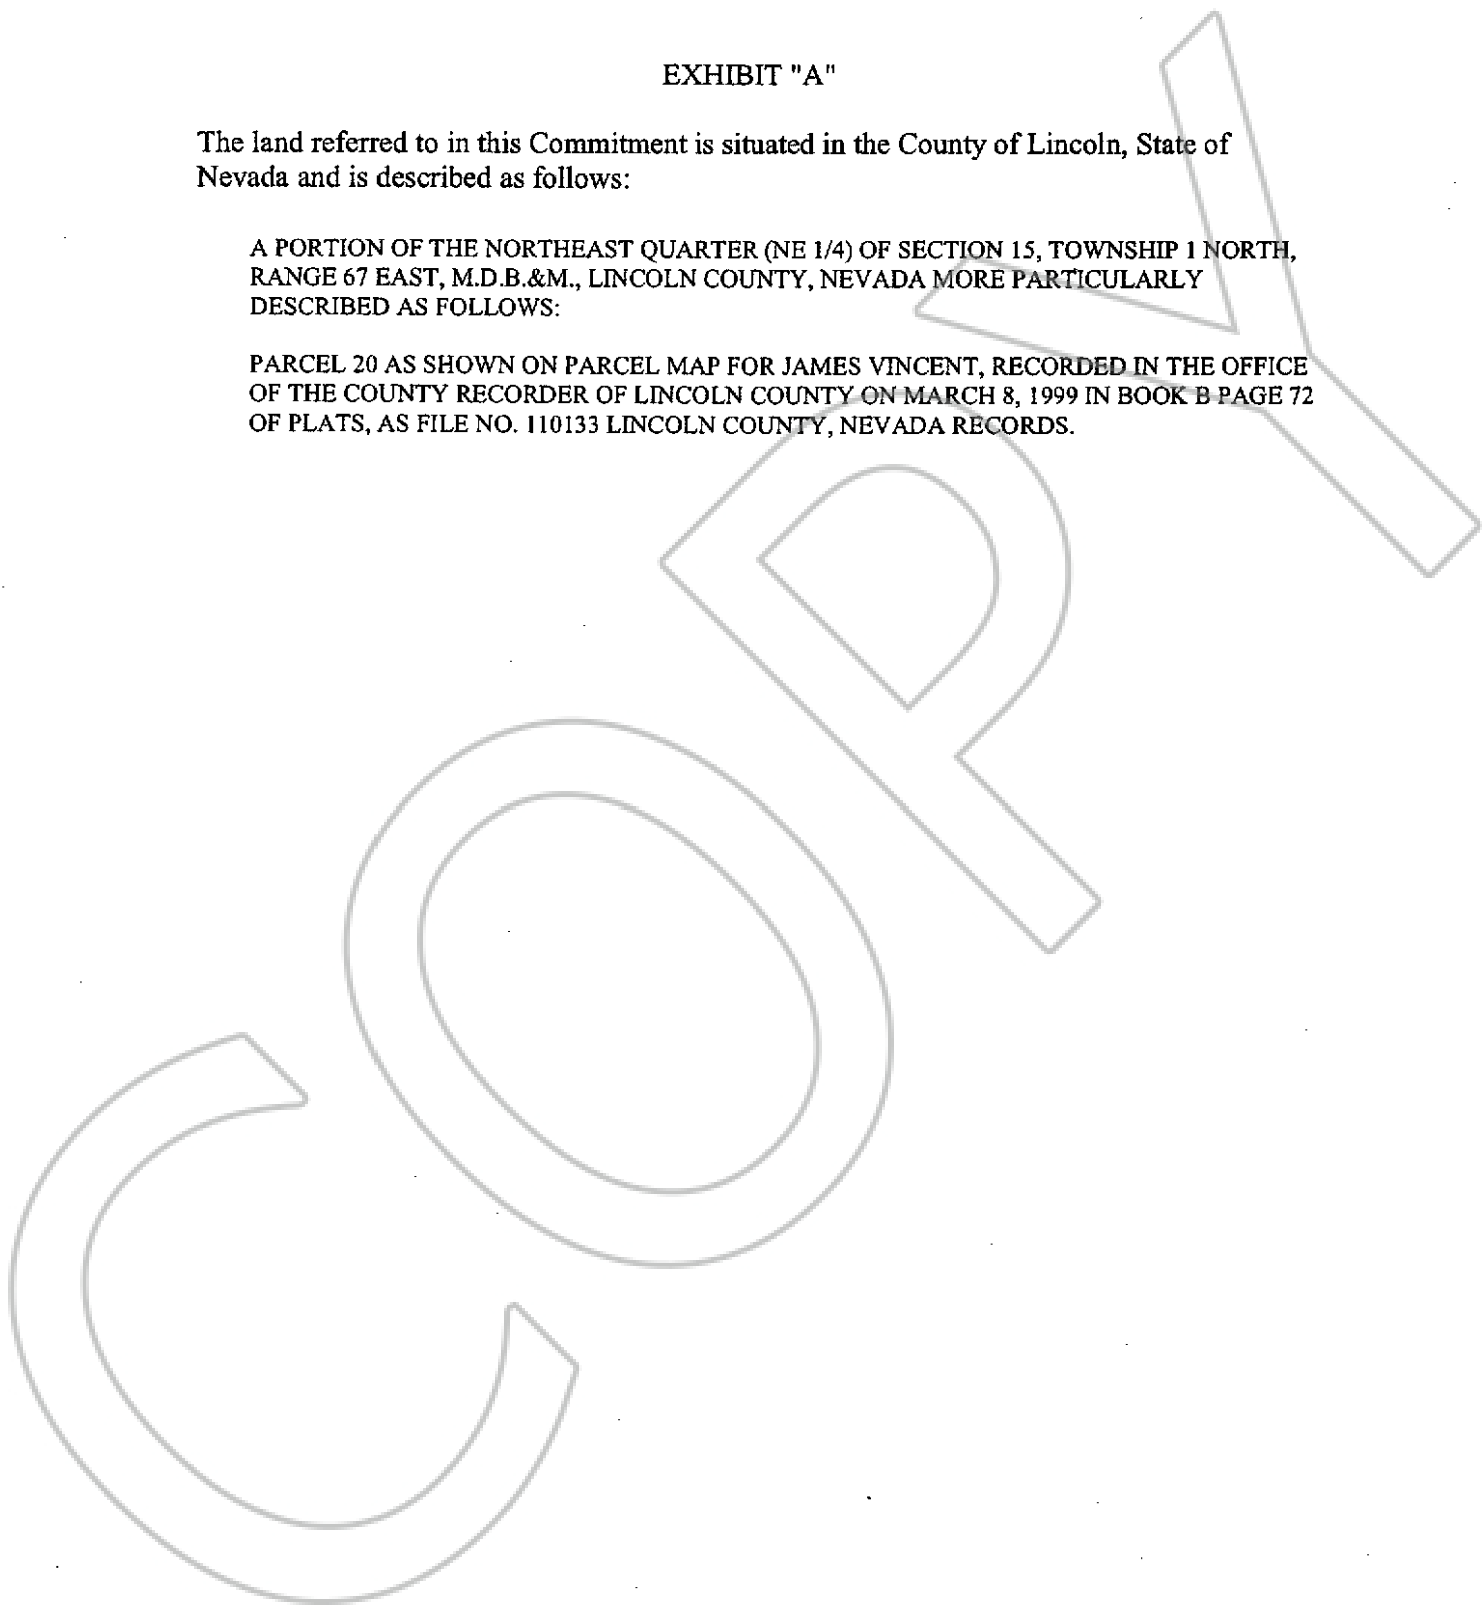 EXHIBIT "A"
The land referred to in this Commitment is situated in the County of Lincoln, State of
Nevada and is described as follows:
A PORTION OF THE NORTHEAST QUARTER (NE 1/4) OF SECTION 15, TOWNSHIP 1 NORTH,
RANGE 67 EAST, M.D.B.&M., LINCOLN COUNTY, NEVADA MORE PARTICULARLY
DESCRIBED AS FOLLOWS:
PARCEL 20 AS SHOWN ON PARCEL MAP FOR JAMES VINCENT, RECORDED IN THE OFFICE
OF THE COUNTY RECORDER OF LINCOLN COUNTY ON MARCH 8, 1999 IN BOOK B PAGE 72
OF PLATS, AS FILE NO. 110133 LINCOLN COUNTY, NEVADA RECORDS.
COPY